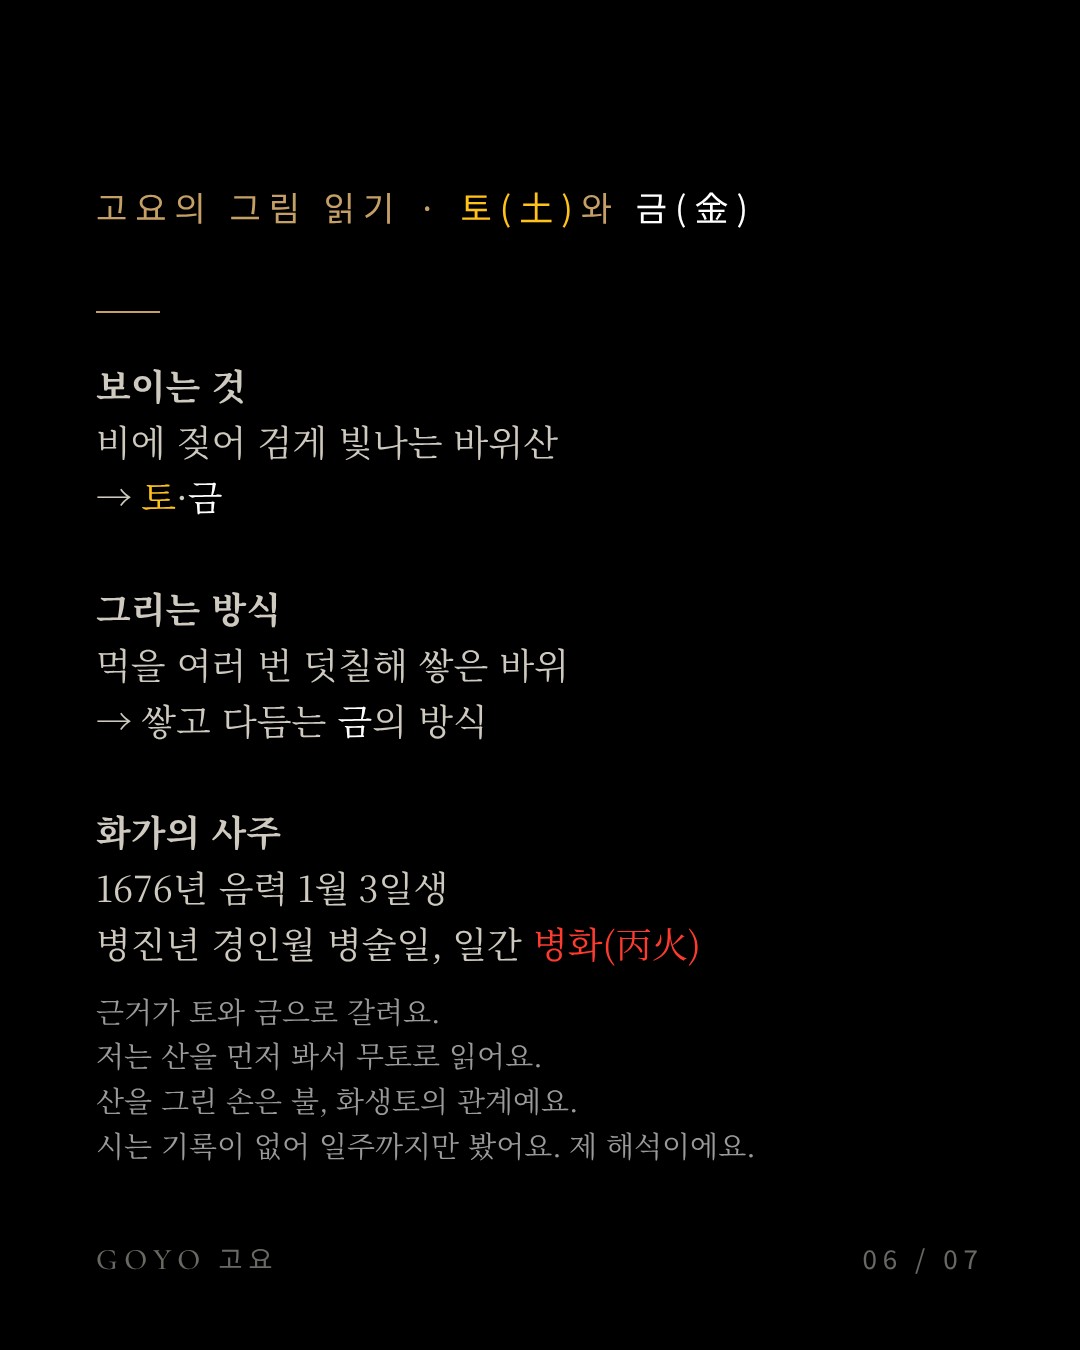 고요의 그림 읽기 · 토(土)와 금(金)
보이는 것
비에 젖어 검게 빛나는 바위산
→ 토·금
그리는 방식
먹을 여러 번 덧칠해 쌓은 바위
→ 쌓고 다듬는 금의 방식
화가의 사주
1676년 음력 1월 3일생
병진년 경인월 병술일, 일간 병화(丙火)
근거가 토와 금으로 갈려요.
저는 산을 먼저 봐서 무토로 읽어요.
산을 그린 손은 불, 화생토의 관계예요.
시는 기록이 없어 일주까지만 봤어요. 제 해석이에요.
GOYO 고요
06 / 07